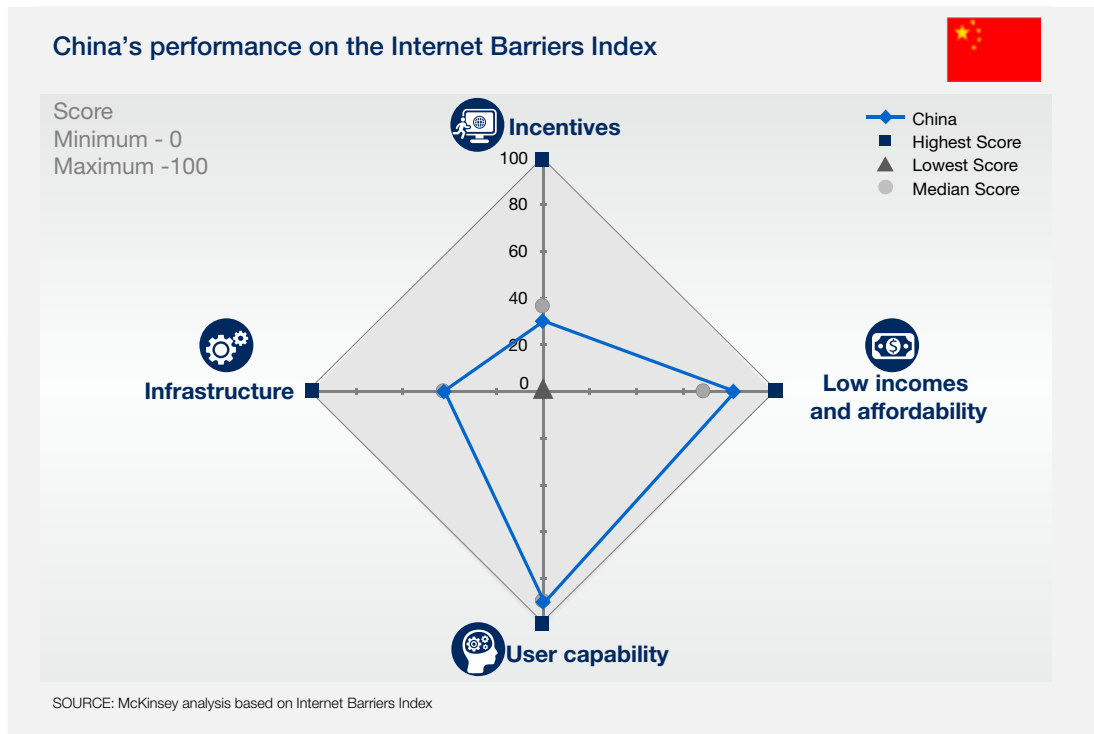 China’s performance on the Internet Barriers Index
Score
Minimum - 0
Maximum -100
Incentives
China
Highest Score
Lowest Score
Median Score
100
80
60
40
20
0
Infrastructure
Low incomes
and affordability
User capability
SOURCE: McKinsey analysis based on Internet Barriers Index